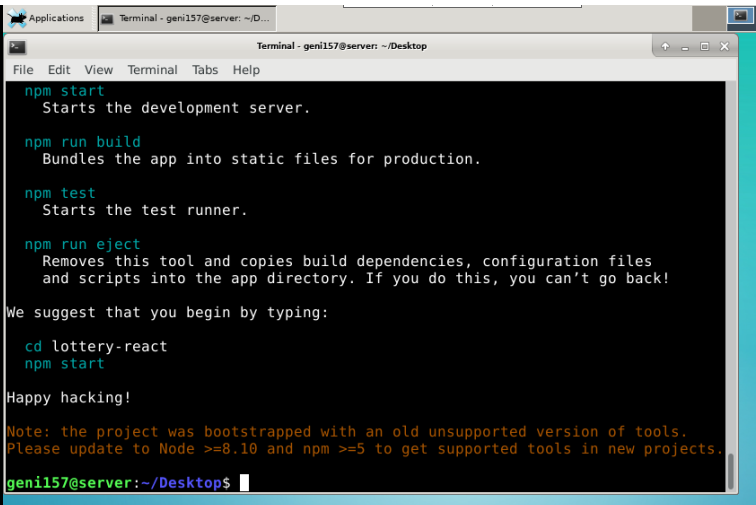 Applications
Terminal - geni157@server: ~/D...
Terminal - geni157@server: ~/Desktop
File Edit View Terminal Tabs Help
npm start
Starts the development server.
npm run build
Bundles the app into static files for production.
npm test
Starts the test runner.
npm run eject
Removes this tool and copies build dependencies, configuration files
and scripts into the app directory. If you do this, you can’t go back!
We suggest that you begin by typing:
cd lottery-react
npm start
Happy hacking!
Note: the project was bootstrapped with an old unsupported version of tools.
Please update to Node >=8.10 and npm >=5 to get supported tools in new projects.
geni157@server:~/Desktop$